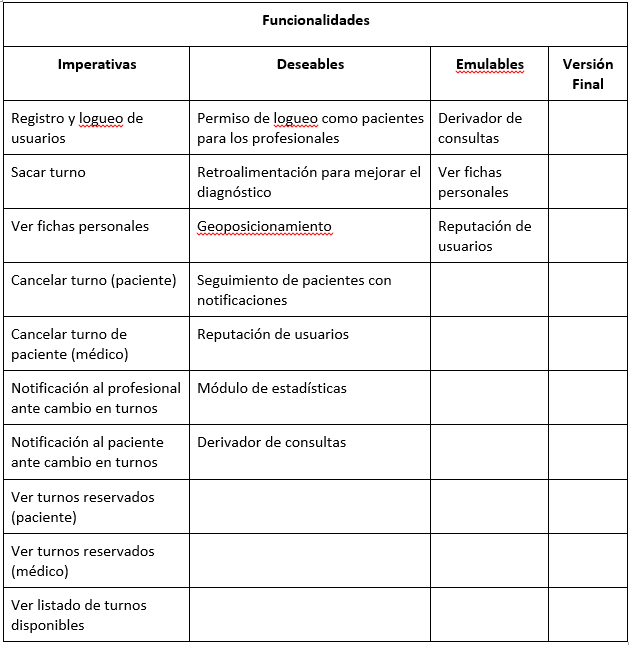 Funcionalidades
Imperativas
Deseables
Emulables
Versión
Final
Registro y logueo de
usuarios
Permiso de logueo como pacientes
para los profesionales
Derivador de
consultas
Sacar turno
Retroalimentación para mejorar el
diagnóstico
Ver fichas
personales
Ver fichas personales
Geoposicionamiento
Reputación de
usuarios
Cancelar turno (paciente)
Seguimiento de pacientes con
notificaciones
Cancelar turno de
paciente (médico)
Reputación de usuarios
Notificación al profesional
ante cambio en turnos
Módulo de estadísticas
Notificación al paciente
ante cambio en turnos
Derivador de consultas
Ver turnos reservados
(paciente)
Ver turnos reservados
(médico)
Ver listado de turnos
disponibles